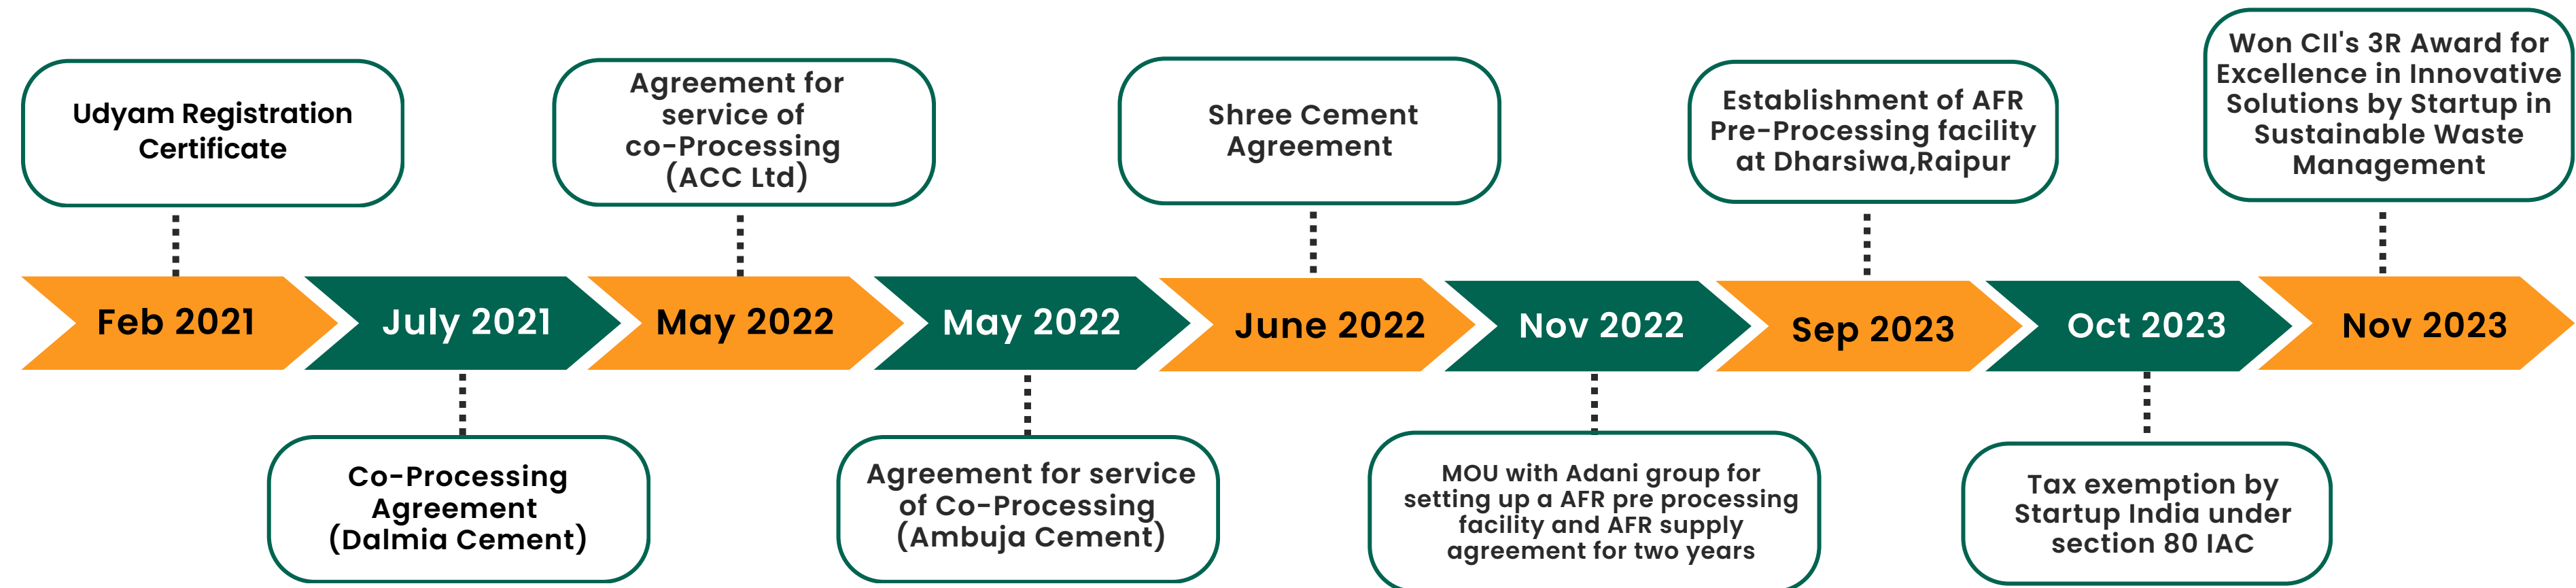 Udyam Registration
Certificate
Agreement for
service of
co-Processing
(ACC Ltd)
Shree Cement
Agreement
Establishment of AFR
Pre-Processing facility
at Dharsiwa,Raipur
Won CII's 3R Award for
Excellence in Innovative
Solutions by Startup in
Sustainable Waste
Management
Feb 2021
July 2021
May 2022
May 2022
June 2022
Nov 2022
Sep 2023
Oct 2023
Nov 2023
Co-Processing
Agreement
(Dalmia Cement)
Agreement for service
of Co-Processing
(Ambuja Cement)
MOU with Adani group for
setting up a AFR pre processing
facility and AFR supply
agreement for two years
Tax exemption by
Startup India under
section 80 IAC